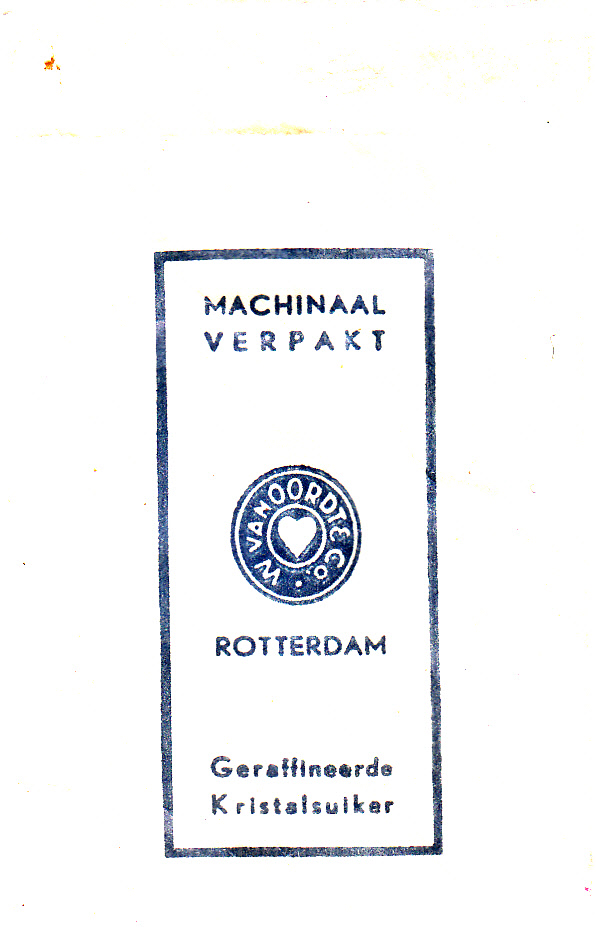 MACHINAAL
VERPAKT
W. VAN OORDT & Co.
ROTTERDAM
Geraffineerde
Kristalsuiker